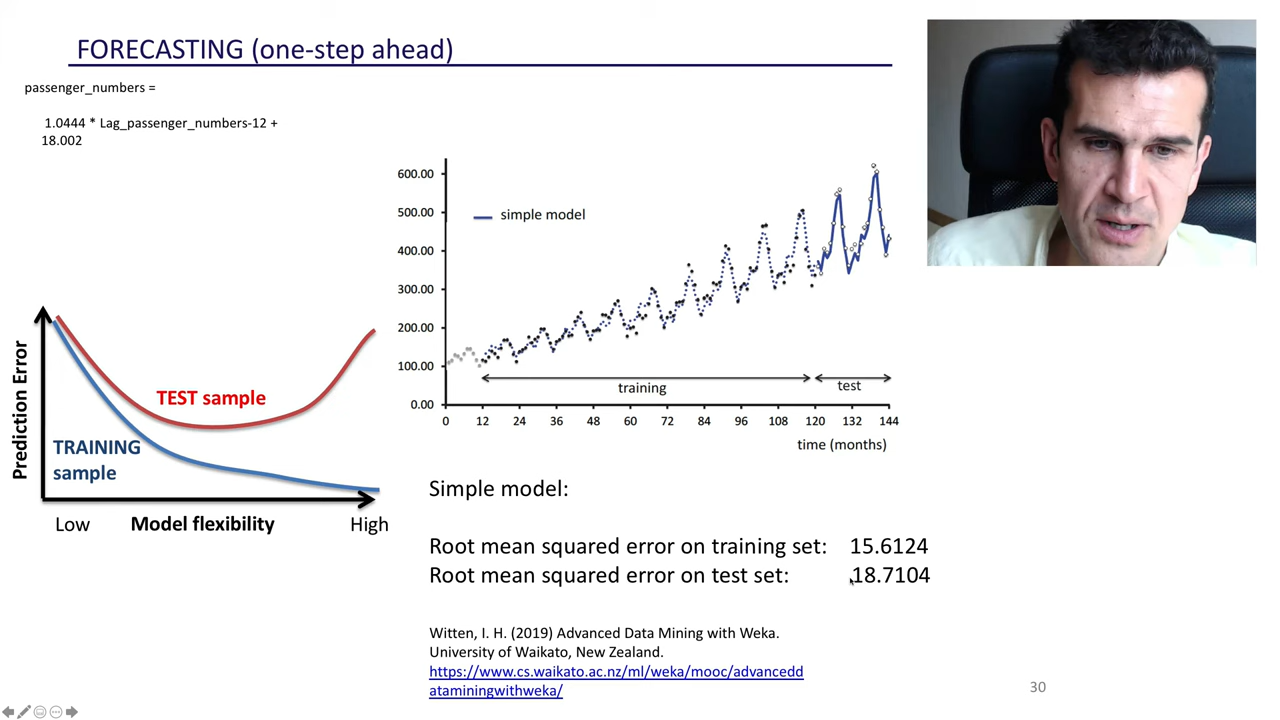 FORECASTING (one-step ahead)
passenger_numbers =
1.0444 * Lag_passenger_numbers-12 +
18.002
600.00
500.00
400.00
300.00
200.00
100.00
0.00
simple model
training
test
0 12 24 36 48 60 72 84 96 108 120 132 144
time (months)
Prediction Error
TEST sample
TRAINING
sample
Low Model flexibility High
Simple model:
Root mean squared error on training set: 15.6124
Root mean squared error on test set: 18.7104
Witten, I. H. (2019) Advanced Data Mining with Weka.
University of Waikato, New Zealand.
https://www.cs.waikato.ac.nz/ml/weka/mooc/advancedd
ataminingwithweka/
30